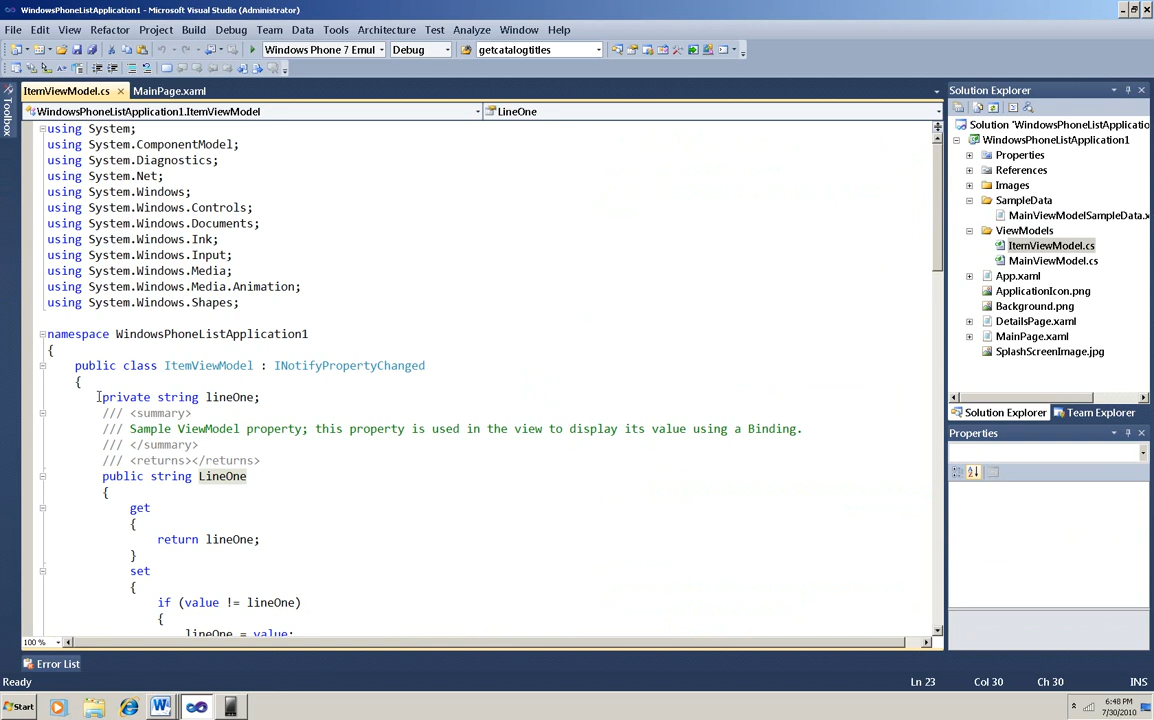 WindowsPhoneListApplication1 - Microsoft Visual Studio (Administrator)
File Edit View Refactor Project Build Debug Team Data Tools Architecture Test Analyze Window Help
Windows Phone 7 Emul Debug getcatalogtitles
ItemViewModel.cs MainPage.xaml
WindowsPhoneListApplication1.ItemViewModel LineOne
Toolbox
using System;
using System.ComponentModel;
using System.Diagnostics;
using System.Net;
using System.Windows;
using System.Windows.Controls;
using System.Windows.Documents;
using System.Windows.Ink;
using System.Windows.Input;
using System.Windows.Media;
using System.Windows.Media.Animation;
using System.Windows.Shapes;
namespace WindowsPhoneListApplication1
{
public class ItemViewModel : INotifyPropertyChanged
{
private string lineOne;
/// <summary>
/// Sample ViewModel property; this property is used in the view to display its value using a Binding.
/// </summary>
/// <returns></returns>
public string LineOne
{
get
{
return lineOne;
}
set
{
if (value != lineOne)
{
lineOne = value;
100 %
Solution Explorer
Solution 'WindowsPhoneListApplicatio
WindowsPhoneListApplication1
Properties
References
Images
SampleData
MainViewModelSampleData.x
ViewModels
ItemViewModel.cs
MainViewModel.cs
App.xaml
ApplicationIcon.png
Background.png
DetailsPage.xaml
MainPage.xaml
SplashScreenImage.jpg
Solution Explorer Team Explorer
Properties
Error List
Ready Ln 23 Col 30 Ch 30 INS
Start 6:48 PM
7/30/2010